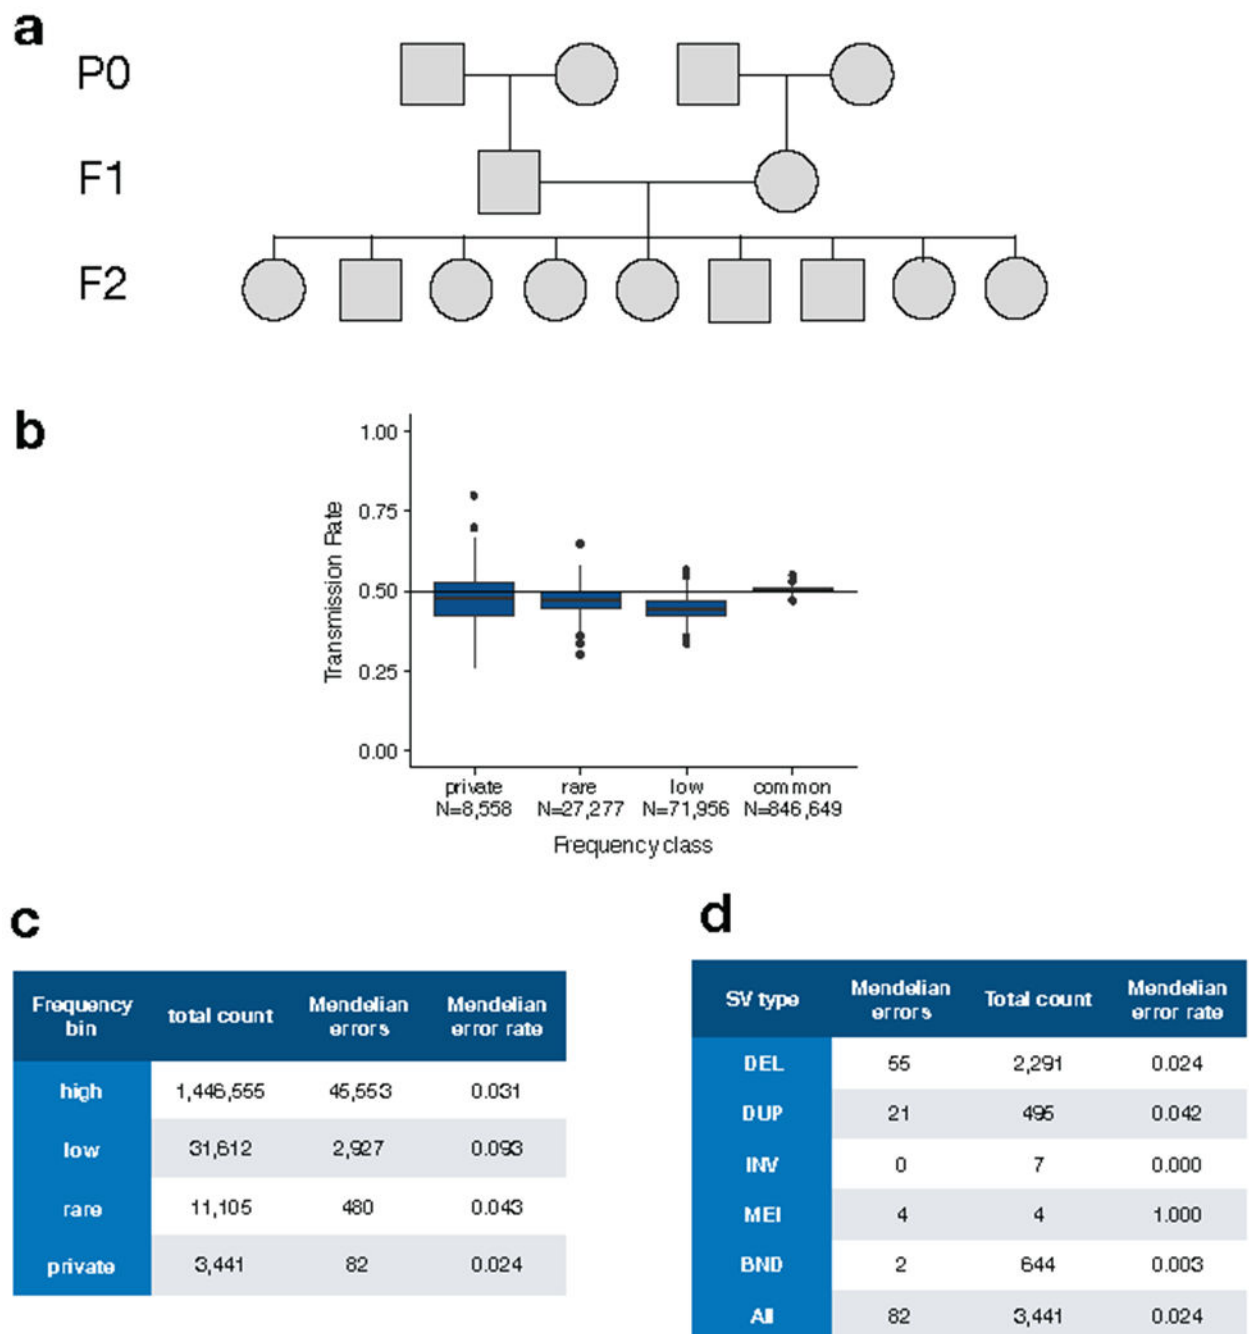 a
P0
F1
F2
b
1.00
0.75
0.50
0.25
0.00
Transmission Rate
private rare low common
N=8,558 N=27,277 N=71,956 N=846,649
Frequency class
c
Frequency bin total count Mendelian errors Mendelian error rate
high 1,446,555 45,553 0.031
low 31,612 2,927 0.093
rare 11,105 480 0.043
private 3,441 82 0.024
d
SV type Mendelian errors Total count Mendelian error rate
DEL 55 2,291 0.024
DUP 21 495 0.042
INV 0 7 0.000
MEI 4 4 1.000
BND 2 644 0.003
All 82 3,441 0.024